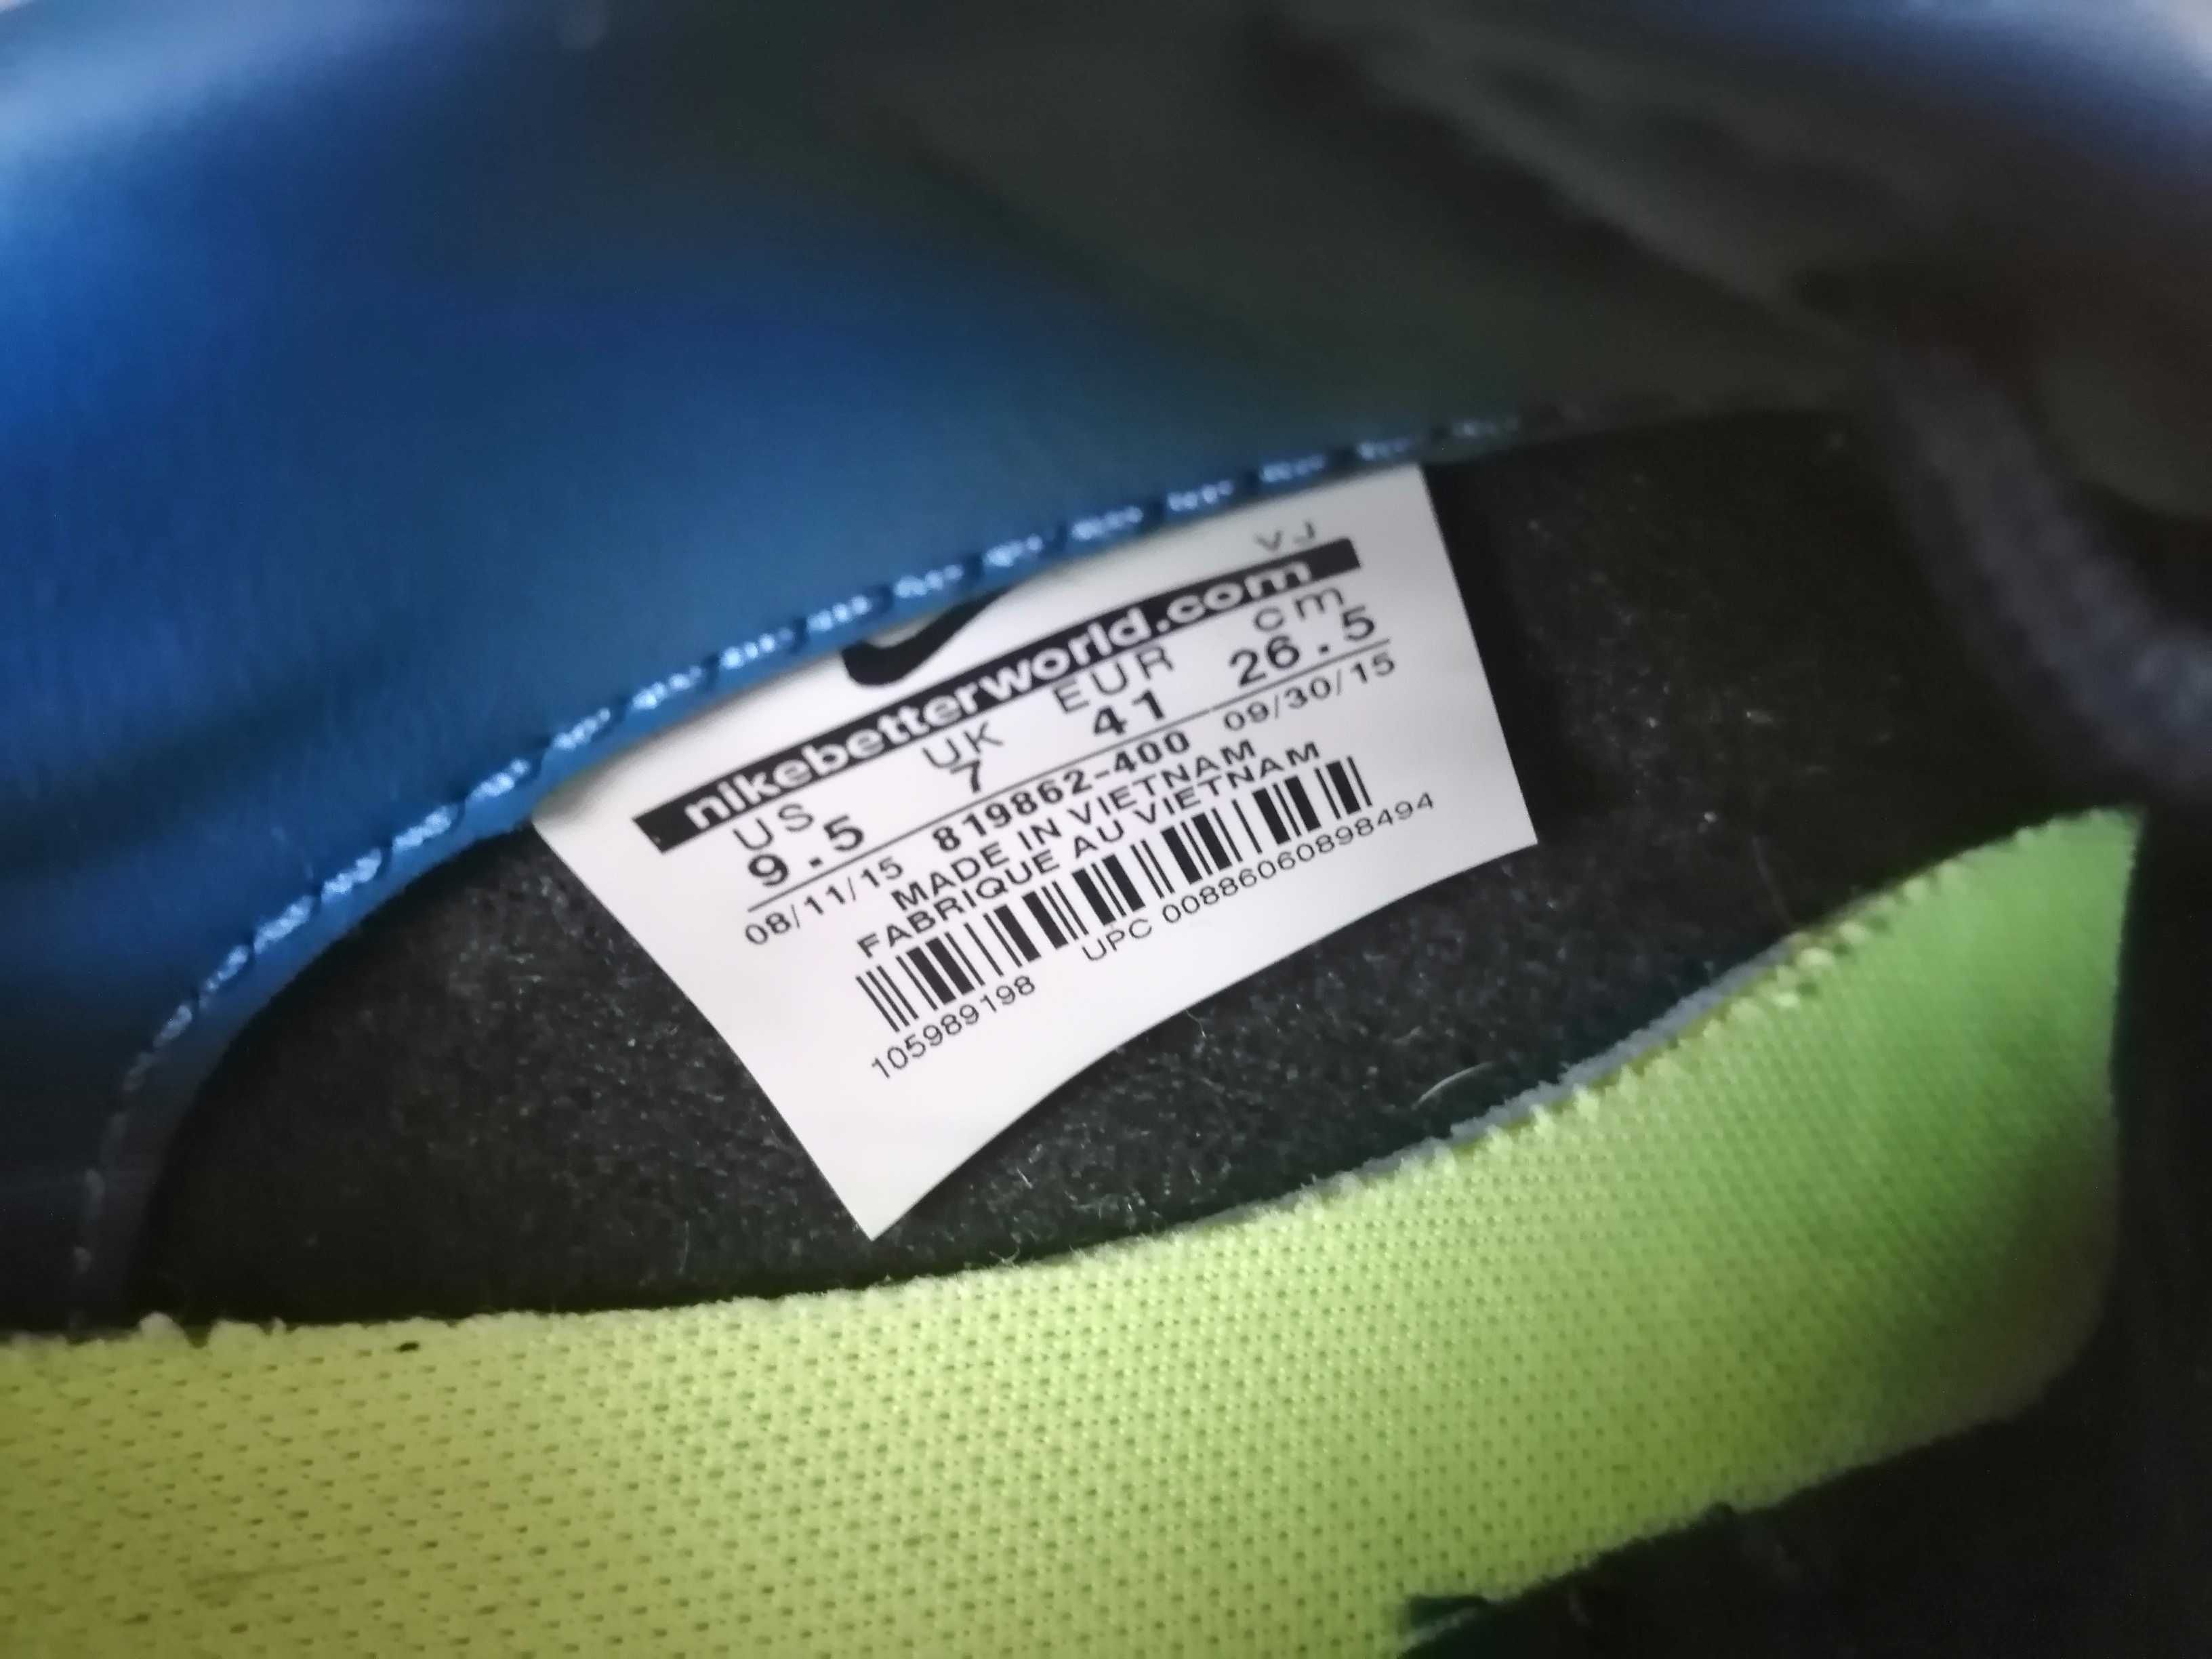 VJ
nikebetterworld.com
US UK EUR cm
9.5 7 41 26.5
08/11/15 819862-400 09/30/15
MADE IN VIETNAM
FABRIQUE AU VIETNAM
105989198 UPC 00886060898494